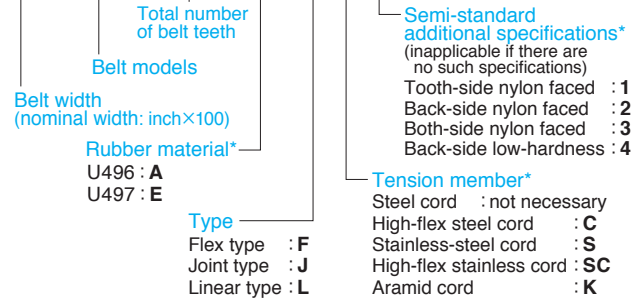 Total number
of belt teeth
Belt models
Belt width
(nominal width: inch×100)
Rubber material*
U496 : A
U497 : E
Type
Flex type : F
Joint type : J
Linear type : L
Semi-standard
additional specifications*
(inapplicable if there are
no such specifications)
Tooth-side nylon faced : 1
Back-side nylon faced : 2
Both-side nylon faced : 3
Back-side low-hardness : 4
Tension member*
Steel cord : not necessary
High-flex steel cord : C
Stainless-steel cord : S
High-flex stainless cord : SC
Aramid cord : K